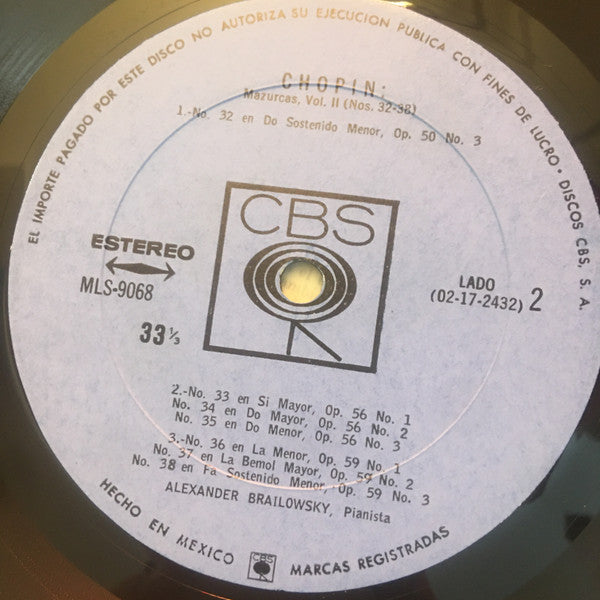 EL IMPORTE PAGADO POR ESTE DISCO NO AUTORIZA SU EJECUCION PUBLICA CON FINES DE LUCRO • DISCOS CBS, S. A.
CHOPIN:
Mazurcas, Vol. II (Nos. 32-38)
1.-No. 32 en Do Sostenido Menor, Op. 50 No. 3
CBS
ESTEREO
MLS-9068
33 1/3
LADO
(02-17-2432) 2
2.-No. 33 en Si Mayor, Op. 56 No. 1
No. 34 en Do Mayor, Op. 56 No. 2
No. 35 en Do Menor, Op. 56 No. 3
3.-No. 36 en La Menor, Op. 59 No. 1
No. 37 en La Bemol Mayor, Op. 59 No. 2
No. 38 en Fa Sostenido Menor, Op. 59 No. 3
ALEXANDER BRAILOWSKY, Pianista
HECHO EN MEXICO CBS MARCAS REGISTRADAS